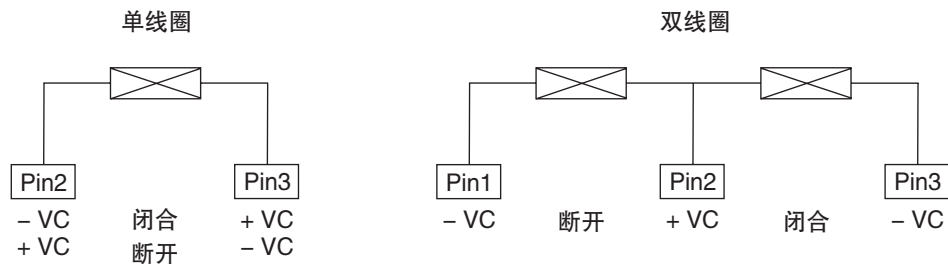 单线圈 双线圈
Pin2 Pin3 Pin1 Pin2 Pin3
– VC 闭合 + VC – VC 断开 + VC 闭合 – VC
+ VC 断开 – VC